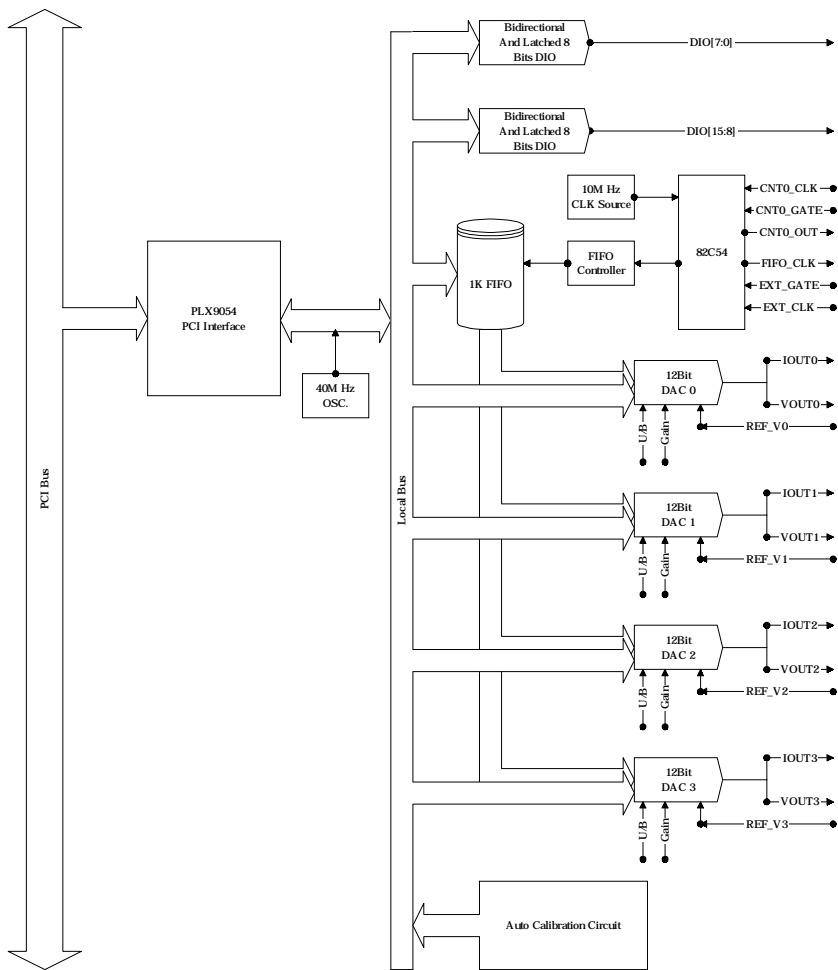 Bidirectional
And Latched 8
Bits DIO
DIO[7:0]
Bidirectional
And Latched 8
Bits DIO
DIO[15:8]
10M Hz
CLK Source
82C54
CNT0_CLK
CNT0_GATE
CNT0_OUT
FIFO_CLK
EXT_GATE
EXT_CLK
1K FIFO
FIFO
Controller
PLX9054
PCI Interface
40M Hz
OSC.
PCI Bus
Local Bus
12Bit
DAC 0
IOUT0
VOUT0
REF_V0
U/B
Gain
12Bit
DAC 1
IOUT1
VOUT1
REF_V1
U/B
Gain
12Bit
DAC 2
IOUT2
VOUT2
REF_V2
U/B
Gain
12Bit
DAC 3
IOUT3
VOUT3
REF_V3
U/B
Gain
Auto Calibration Circuit